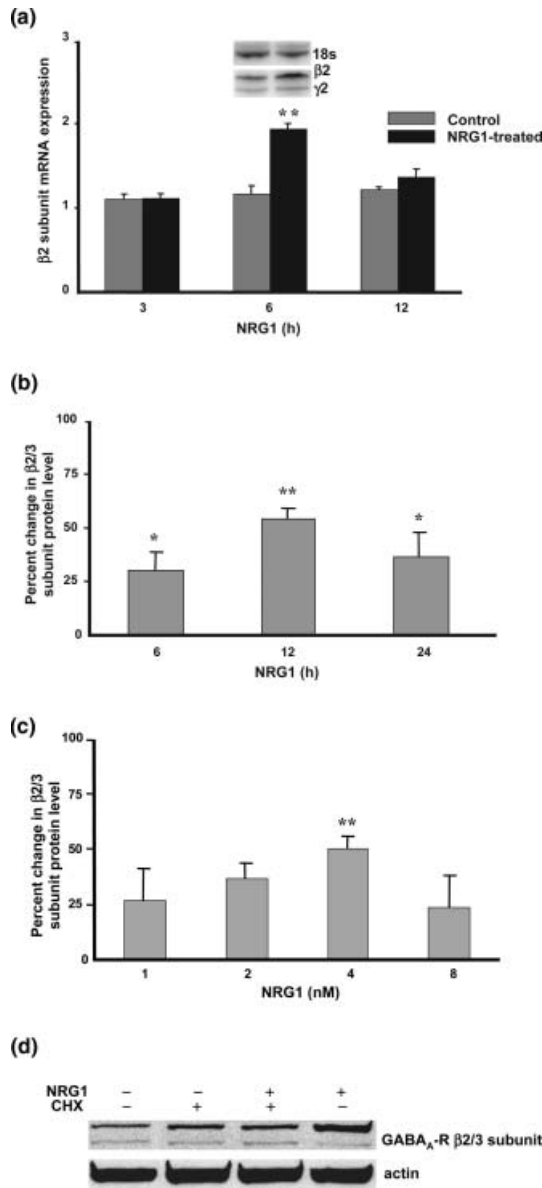 (a)
3
2
1
0
β2 subunit mRNA expression
18s
β2
γ2
**
Control
NRG1-treated
3 6 12
NRG1 (h)
(b)
100
75
50
25
0
Percent change in β2/3
subunit protein level
* ** *
6 12 24
NRG1 (h)
(c)
100
75
50
25
0
Percent change in β2/3
subunit protein level
**
1 2 4 8
NRG1 (nM)
(d)
NRG1 – – + +
CHX – + + –
GABAA-R β2/3 subunit
actin